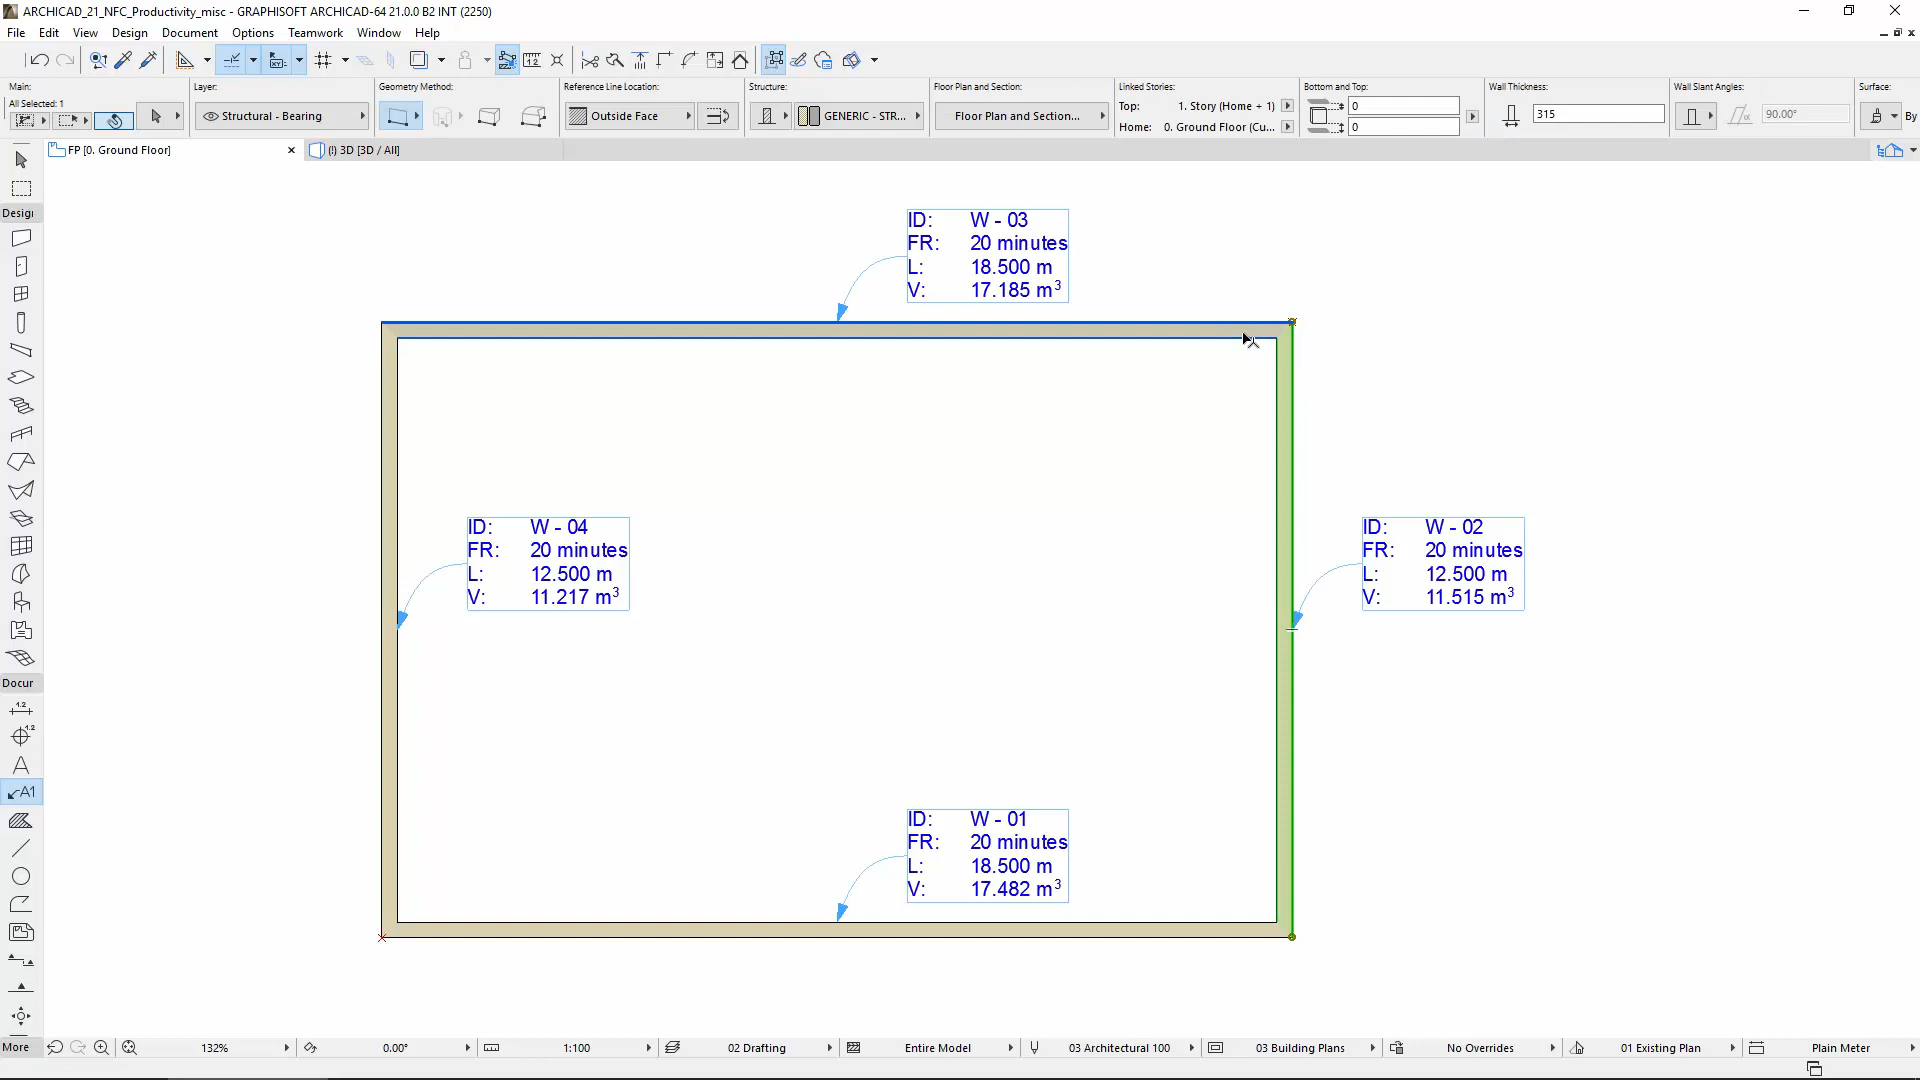 ARCHICAD_21_NFC_Productivity_misc - GRAPHISOFT ARCHICAD-64 21.0.0 B2 INT (2250)
File Edit View Design Document Options Teamwork Window Help
Main: Layer: Geometry Method: Reference Line Location: Structure: Floor Plan and Section: Linked Stories: Bottom and Top: Wall Thickness: Wall Slant Angles: Surface:
All Selected: 1
Structural - Bearing
Outside Face
GENERIC - STR...
Floor Plan and Section...
Top: 1. Story (Home + 1)
Home: 0. Ground Floor (Cu...
0
0
315
90.00°
By
FP [0. Ground Floor]
(!) 3D [3D / All]
Desigı
ID: W - 03
FR: 20 minutes
L: 18.500 m
V: 17.185 m³
ID: W - 04
FR: 20 minutes
L: 12.500 m
V: 11.217 m³
ID: W - 02
FR: 20 minutes
L: 12.500 m
V: 11.515 m³
Docur
1.2
1.2
A
A1
ID: W - 01
FR: 20 minutes
L: 18.500 m
V: 17.482 m³
More
132%
0.00°
1:100
02 Drafting
Entire Model
03 Architectural 100
03 Building Plans
No Overrides
01 Existing Plan
Plain Meter